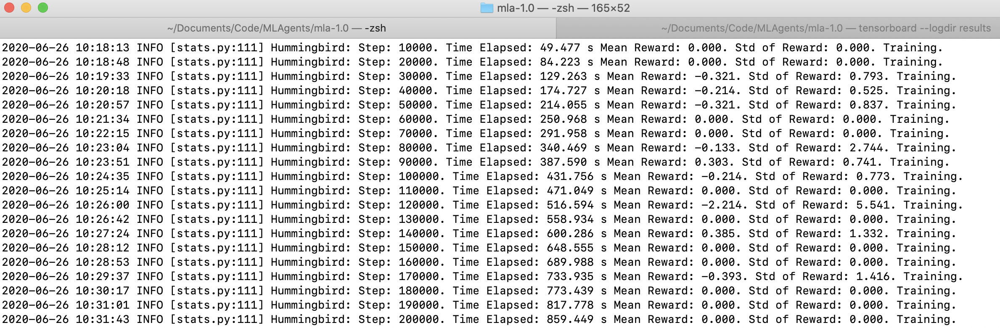 mla-1.0 — -zsh — 165×52
~/Documents/Code/MLAgents/mla-1.0 — -zsh
~/Documents/Code/MLAgents/mla-1.0 — tensorboard --logdir results
2020-06-26 10:18:13 INFO [stats.py:111] Hummingbird: Step: 10000. Time Elapsed: 49.477 s Mean Reward: 0.000. Std of Reward: 0.000. Training.
2020-06-26 10:18:48 INFO [stats.py:111] Hummingbird: Step: 20000. Time Elapsed: 84.223 s Mean Reward: 0.000. Std of Reward: 0.000. Training.
2020-06-26 10:19:33 INFO [stats.py:111] Hummingbird: Step: 30000. Time Elapsed: 129.263 s Mean Reward: -0.321. Std of Reward: 0.793. Training.
2020-06-26 10:20:18 INFO [stats.py:111] Hummingbird: Step: 40000. Time Elapsed: 174.727 s Mean Reward: -0.214. Std of Reward: 0.525. Training.
2020-06-26 10:20:57 INFO [stats.py:111] Hummingbird: Step: 50000. Time Elapsed: 214.055 s Mean Reward: -0.321. Std of Reward: 0.837. Training.
2020-06-26 10:21:34 INFO [stats.py:111] Hummingbird: Step: 60000. Time Elapsed: 250.968 s Mean Reward: 0.000. Std of Reward: 0.000. Training.
2020-06-26 10:22:15 INFO [stats.py:111] Hummingbird: Step: 70000. Time Elapsed: 291.958 s Mean Reward: 0.000. Std of Reward: 0.000. Training.
2020-06-26 10:23:04 INFO [stats.py:111] Hummingbird: Step: 80000. Time Elapsed: 340.469 s Mean Reward: -0.133. Std of Reward: 2.744. Training.
2020-06-26 10:23:51 INFO [stats.py:111] Hummingbird: Step: 90000. Time Elapsed: 387.590 s Mean Reward: 0.303. Std of Reward: 0.741. Training.
2020-06-26 10:24:35 INFO [stats.py:111] Hummingbird: Step: 100000. Time Elapsed: 431.756 s Mean Reward: -0.214. Std of Reward: 0.773. Training.
2020-06-26 10:25:14 INFO [stats.py:111] Hummingbird: Step: 110000. Time Elapsed: 471.049 s Mean Reward: 0.000. Std of Reward: 0.000. Training.
2020-06-26 10:26:00 INFO [stats.py:111] Hummingbird: Step: 120000. Time Elapsed: 516.594 s Mean Reward: -2.214. Std of Reward: 5.541. Training.
2020-06-26 10:26:42 INFO [stats.py:111] Hummingbird: Step: 130000. Time Elapsed: 558.934 s Mean Reward: 0.000. Std of Reward: 0.000. Training.
2020-06-26 10:27:24 INFO [stats.py:111] Hummingbird: Step: 140000. Time Elapsed: 600.286 s Mean Reward: 0.385. Std of Reward: 1.332. Training.
2020-06-26 10:28:12 INFO [stats.py:111] Hummingbird: Step: 150000. Time Elapsed: 648.555 s Mean Reward: 0.000. Std of Reward: 0.000. Training.
2020-06-26 10:28:53 INFO [stats.py:111] Hummingbird: Step: 160000. Time Elapsed: 689.988 s Mean Reward: 0.000. Std of Reward: 0.000. Training.
2020-06-26 10:29:37 INFO [stats.py:111] Hummingbird: Step: 170000. Time Elapsed: 733.935 s Mean Reward: -0.393. Std of Reward: 1.416. Training.
2020-06-26 10:30:17 INFO [stats.py:111] Hummingbird: Step: 180000. Time Elapsed: 773.439 s Mean Reward: 0.000. Std of Reward: 0.000. Training.
2020-06-26 10:31:01 INFO [stats.py:111] Hummingbird: Step: 190000. Time Elapsed: 817.778 s Mean Reward: 0.000. Std of Reward: 0.000. Training.
2020-06-26 10:31:43 INFO [stats.py:111] Hummingbird: Step: 200000. Time Elapsed: 859.449 s Mean Reward: 0.000. Std of Reward: 0.000. Training.